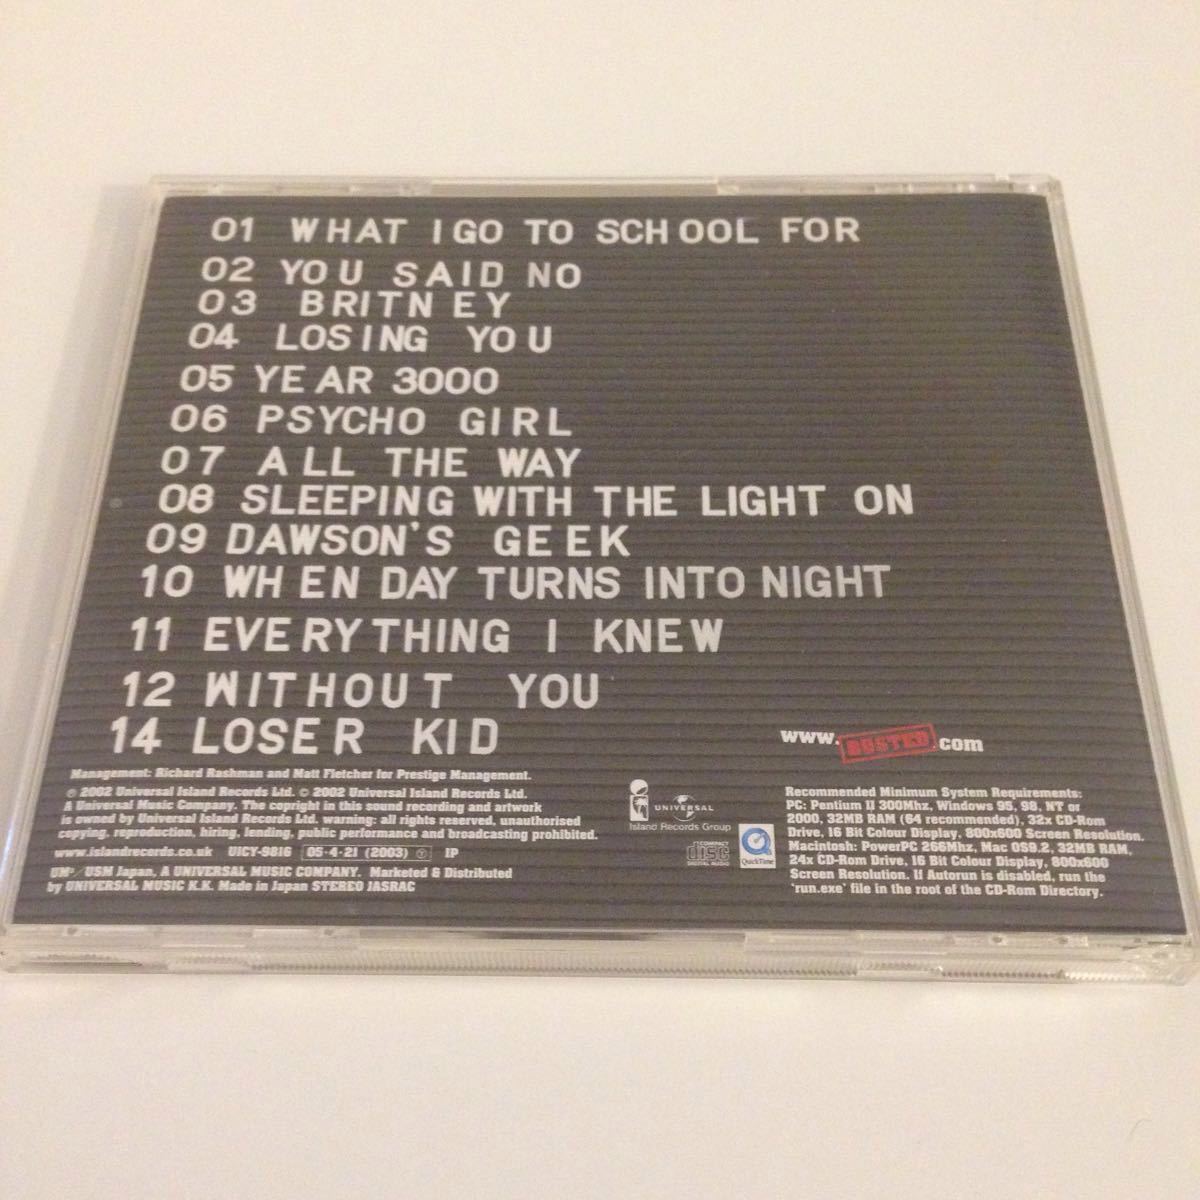 01 WHAT I GO TO SCHOOL FOR
02 YOU SAID NO
03 BRITNEY
04 LOSING YOU
05 YEAR 3000
06 PSYCHO GIRL
07 ALL THE WAY
08 SLEEPING WITH THE LIGHT ON
09 DAWSON'S GEEK
10 WHEN DAY TURNS INTO NIGHT
11 EVERYTHING I KNEW
12 WITHOUT YOU
14 LOSER KID
www.BUSTED.com
Management: Richard Rashman and Matt Fletcher for Prestige Management.
℗ 2002 Universal Island Records Ltd. © 2002 Universal Island Records Ltd.
A Universal Music Company. The copyright in this sound recording and artwork
is owned by Universal Island Records Ltd. warning: all rights reserved, unauthorised
copying, reproduction, hiring, lending, public performance and broadcasting prohibited.
www.islandrecords.co.uk UICY-9816 05·4·21 (2003) Ⓨ IP
UM³/USM Japan, A UNIVERSAL MUSIC COMPANY. Marketed & Distributed
by UNIVERSAL MUSIC K.K. Made in Japan STEREO JASRAC
UNIVERSAL
Island Records Group
COMPACT
disc
DIGITAL AUDIO
QuickTime
Recommended Minimum System Requirements:
PC: Pentium II 300Mhz, Windows 95, 98, NT or
2000, 32MB RAM (64 recommended), 32x CD-Rom
Drive, 16 Bit Colour Display, 800x600 Screen Resolution.
Macintosh: PowerPC 266Mhz, Mac OS9.2, 32MB RAM,
24x CD-Rom Drive, 16 Bit Colour Display, 800x600
Screen Resolution. If Autorun is disabled, run the
'run.exe' file in the root of the CD-Rom Directory.